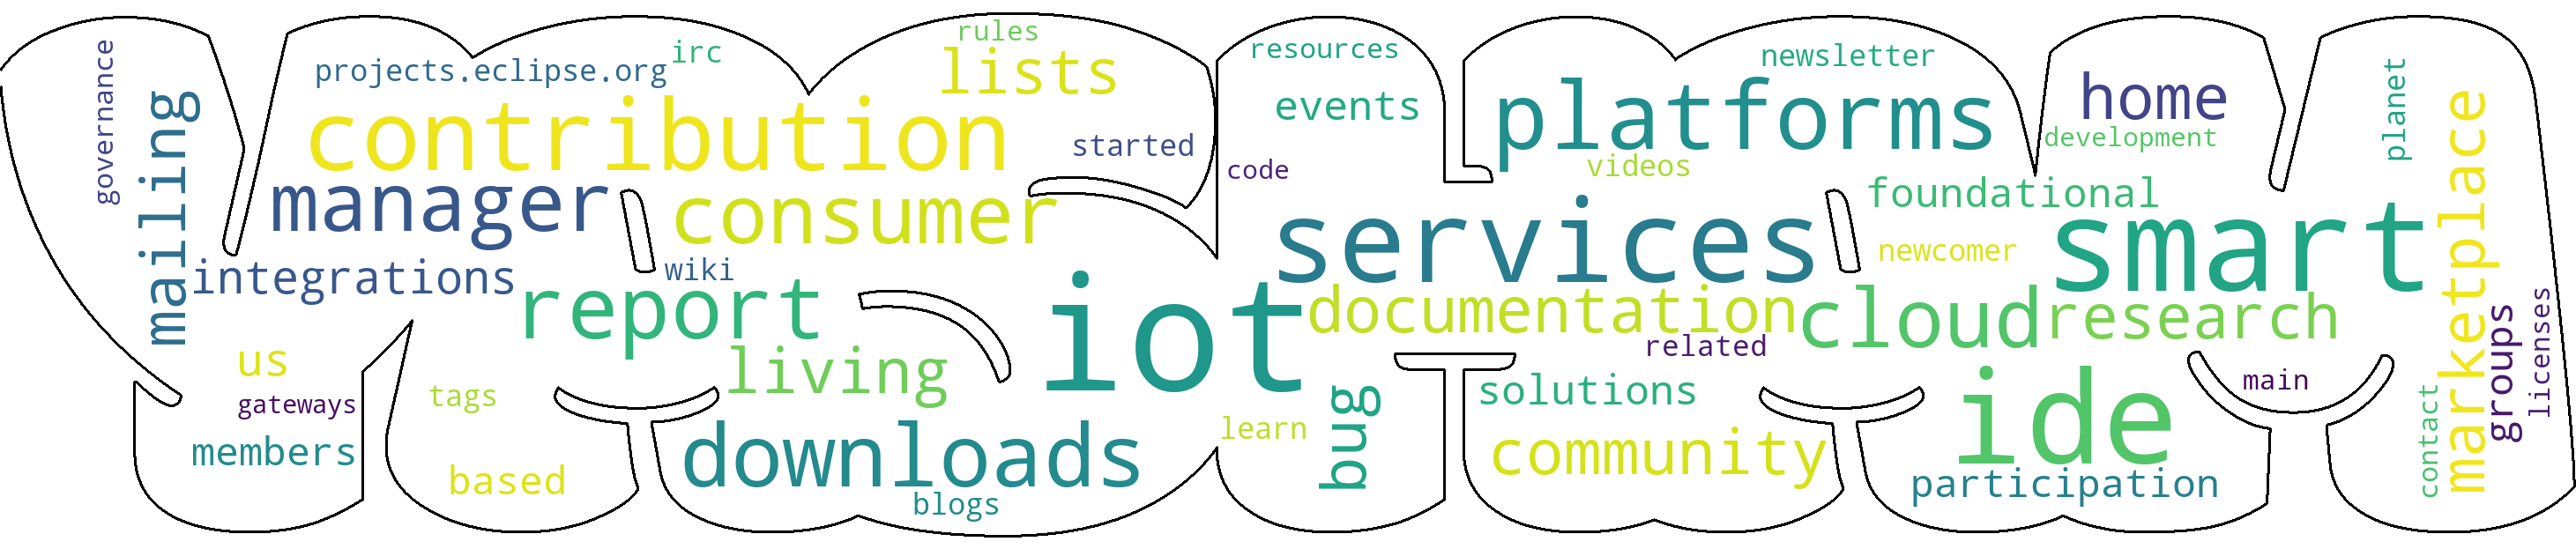 governance
mailing
projects.eclipse.org
irc
rules
lists
contribution
started
manager
consumer
integrations
wiki
report
living
us
gateways
members
tags
based
downloads
blogs
iot
resources
events
code
services
platforms
newsletter
videos
documentation
related
learn
bug
solutions
community
home
development
foundational
newcomer
smart
cloud
research
ide
main
participation
planet
marketplace
groups
licenses
contact